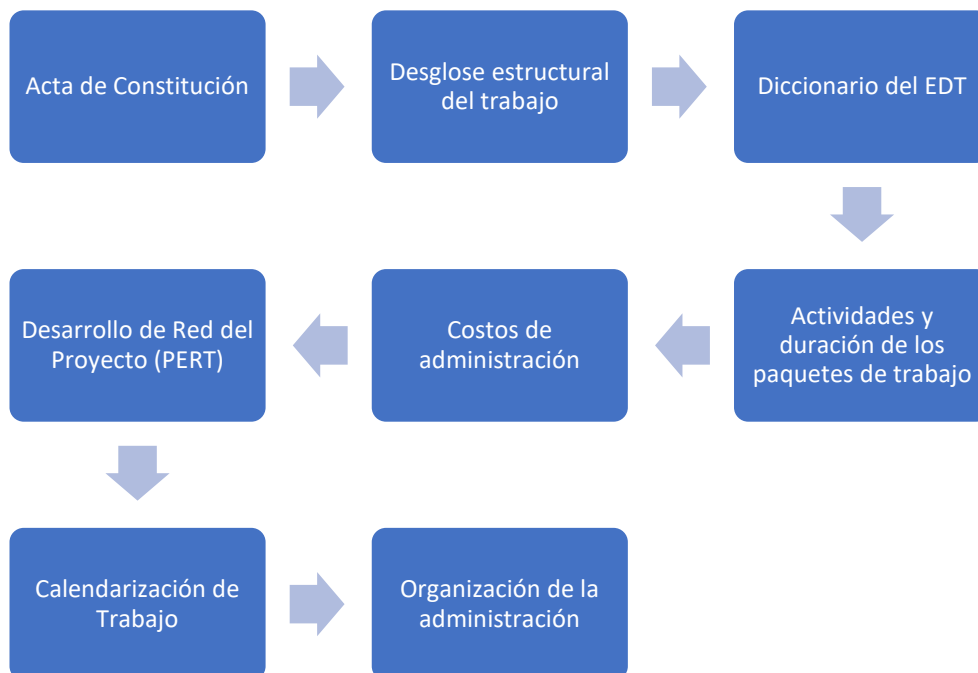 Acta de Constitución
Desglose estructural
del trabajo
Diccionario del EDT
Actividades y
duración de los
paquetes de trabajo
Costos de
administración
Desarrollo de Red del
Proyecto (PERT)
Calendarización de
Trabajo
Organización de la
administración